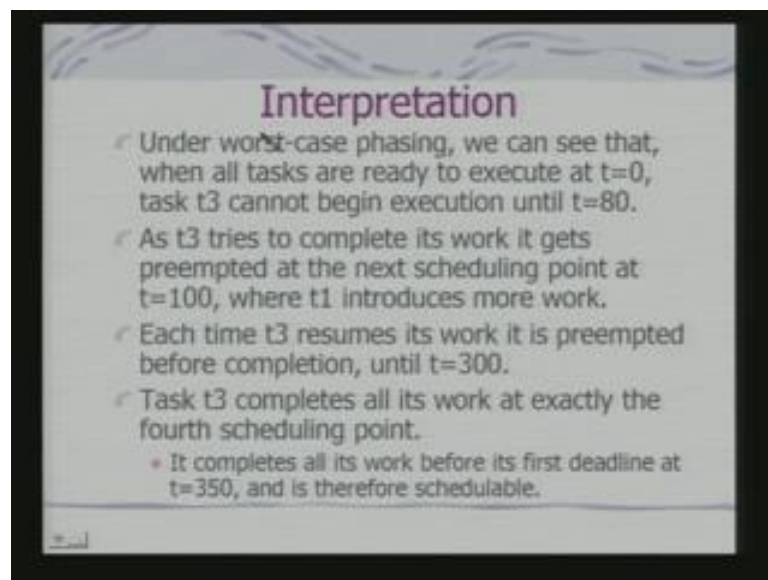 Interpretation
Under worst-case phasing, we can see that,
when all tasks are ready to execute at t=0,
task t3 cannot begin execution until t=80.
As t3 tries to complete its work it gets
preempted at the next scheduling point at
t=100, where t1 introduces more work.
Each time t3 resumes its work it is preempted
before completion, until t=300.
Task t3 completes all its work at exactly the
fourth scheduling point.
It completes all its work before its first deadline at
t=350, and is therefore schedulable.